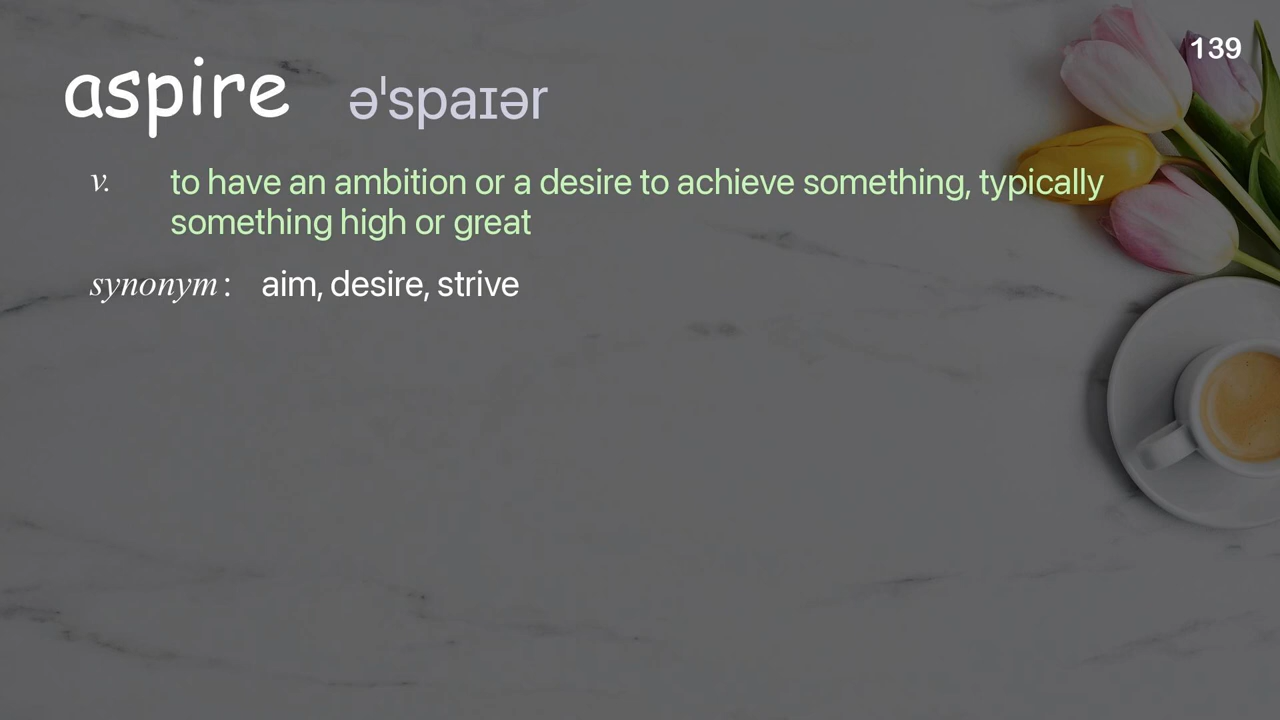 139
aspire əˈspaɪər
v. to have an ambition or a desire to achieve something, typically
something high or great
synonym : aim, desire, strive